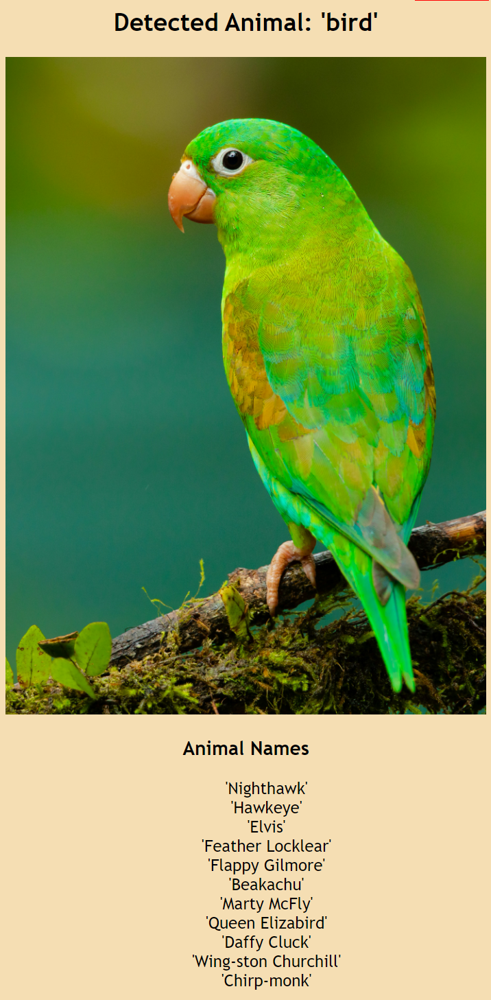 Detected Animal: 'bird'
Animal Names
'Nighthawk'
'Hawkeye'
'Elvis'
'Feather Locklear'
'Flappy Gilmore'
'Beakachu'
'Marty McFly'
'Queen Elizabird'
'Daffy Cluck'
'Wing-ston Churchill'
'Chirp-monk'